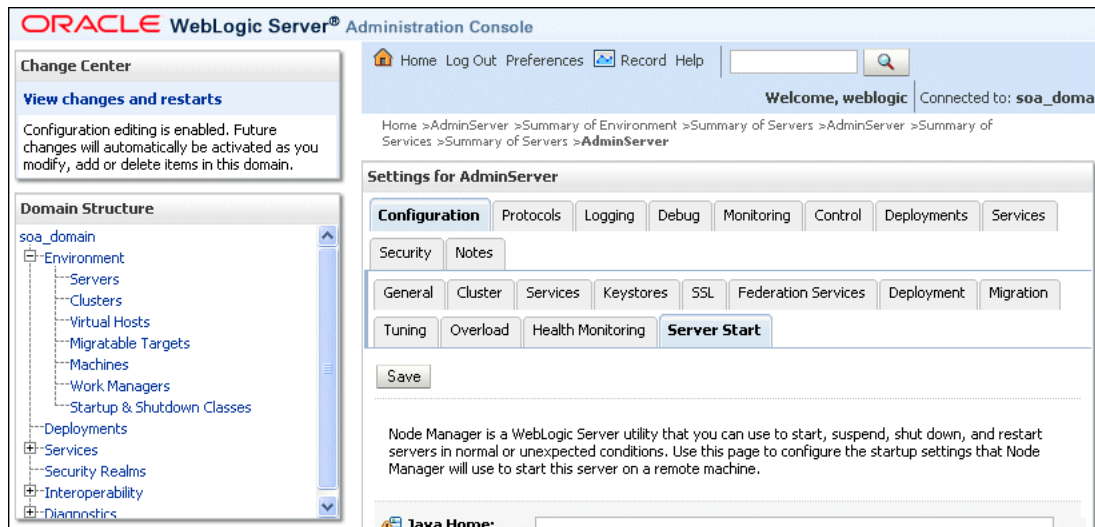 ORACLE WebLogic Server® Administration Console
Change Center
View changes and restarts
Configuration editing is enabled. Future
changes will automatically be activated as you
modify, add or delete items in this domain.
Domain Structure
soa_domain
Environment
Servers
Clusters
Virtual Hosts
Migratable Targets
Machines
Work Managers
Startup & Shutdown Classes
Deployments
Services
Security Realms
Interoperability
Diagnostics
Home Log Out Preferences Record Help
Welcome, weblogic Connected to: soa_doma
Home >AdminServer >Summary of Environment >Summary of Servers >AdminServer >Summary of
Services >Summary of Servers >AdminServer
Settings for AdminServer
Configuration Protocols Logging Debug Monitoring Control Deployments Services
Security Notes
General Cluster Services Keystores SSL Federation Services Deployment Migration
Tuning Overload Health Monitoring Server Start
Save
Node Manager is a WebLogic Server utility that you can use to start, suspend, shut down, and restart
servers in normal or unexpected conditions. Use this page to configure the startup settings that Node
Manager will use to start this server on a remote machine.
Java Home: